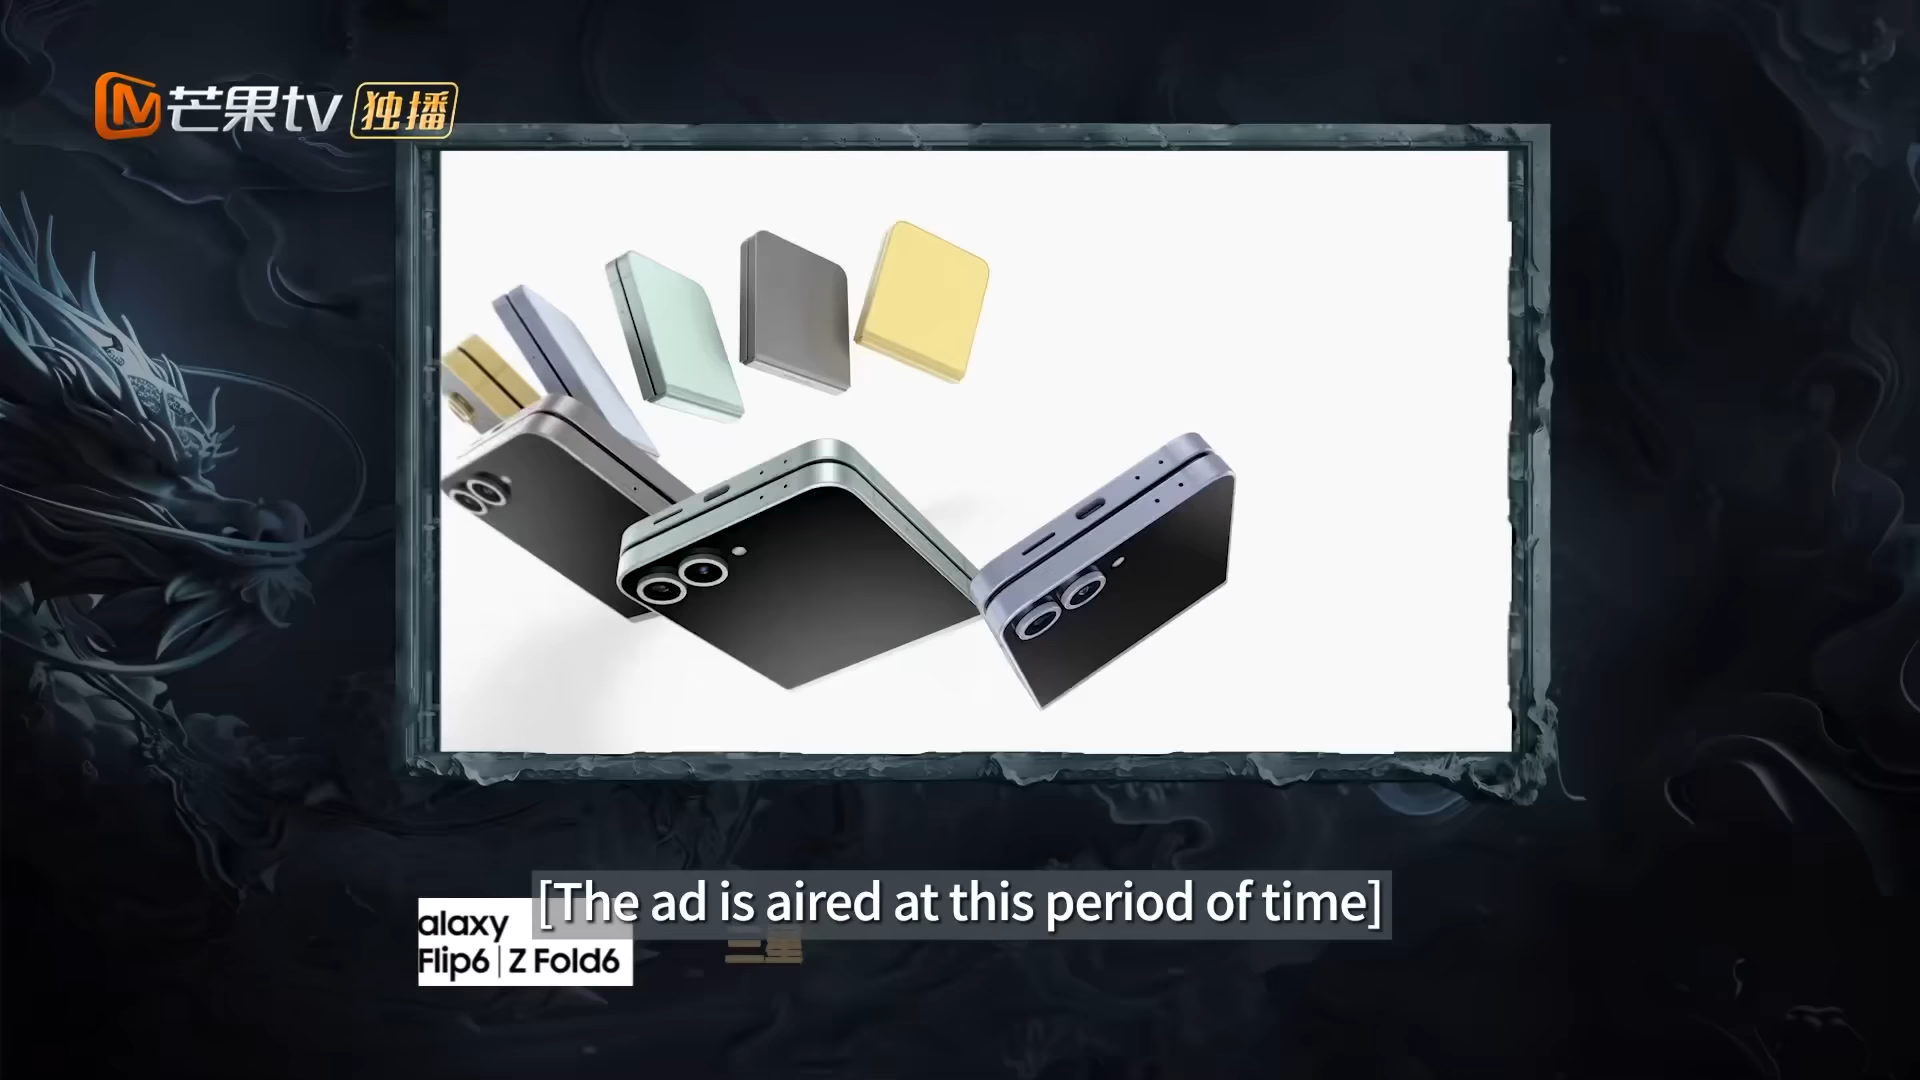 芒果tv 独播
[The ad is aired at this period of time]
alaxy
Flip6 | Z Fold6